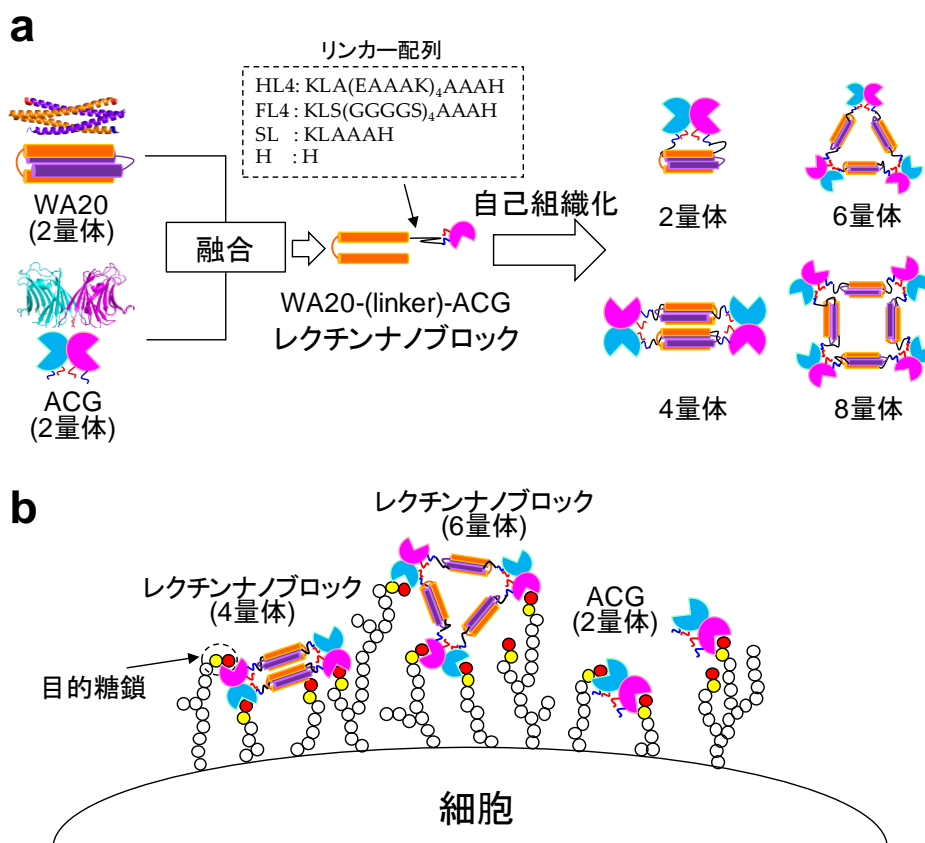 a
リンカー配列
HL4: KLA(EAAAK)₄AAAH
FL4: KLS(GGGGS)₄AAAH
SL : KLAAAH
H : H
WA20
(2量体)
融合
ACG
(2量体)
WA20-(linker)-ACG
レクチンナノブロック
自己組織化
2量体
6量体
4量体
8量体
b
レクチンナノブロック
(6量体)
レクチンナノブロック
(4量体)
ACG
(2量体)
目的糖鎖
細胞